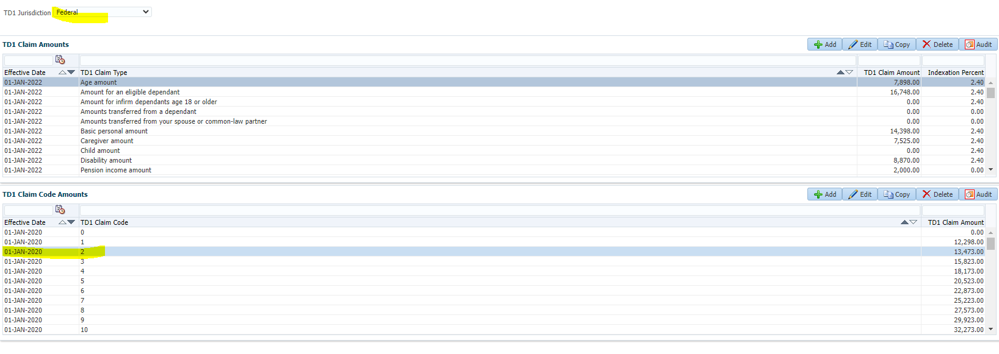 TD1 Jurisdiction Federal
TD1 Claim Amounts Add Edit Copy Delete Audit
Effective Date TD1 Claim Type TD1 Claim Amount Indexation Percent
01-JAN-2022 Age amount 7,898.00 2.40
01-JAN-2022 Amount for an eligible dependant 16,748.00 2.40
01-JAN-2022 Amount for infirm dependants age 18 or older 0.00 2.40
01-JAN-2022 Amounts transferred from a dependant 0.00 0.00
01-JAN-2022 Amounts transferred from your spouse or common-law partner 0.00 0.00
01-JAN-2022 Basic personal amount 14,398.00 2.40
01-JAN-2022 Caregiver amount 7,525.00 2.40
01-JAN-2022 Child amount 0.00 2.40
01-JAN-2022 Disability amount 8,870.00 2.40
01-JAN-2022 Pension income amount 2,000.00 0.00
TD1 Claim Code Amounts Add Edit Copy Delete Audit
Effective Date TD1 Claim Code TD1 Claim Amount
01-JAN-2020 0 0.00
01-JAN-2020 1 12,298.00
01-JAN-2020 2 13,473.00
01-JAN-2020 3 15,823.00
01-JAN-2020 4 18,173.00
01-JAN-2020 5 20,523.00
01-JAN-2020 6 22,873.00
01-JAN-2020 7 25,223.00
01-JAN-2020 8 27,573.00
01-JAN-2020 9 29,923.00
01-JAN-2020 10 32,273.00